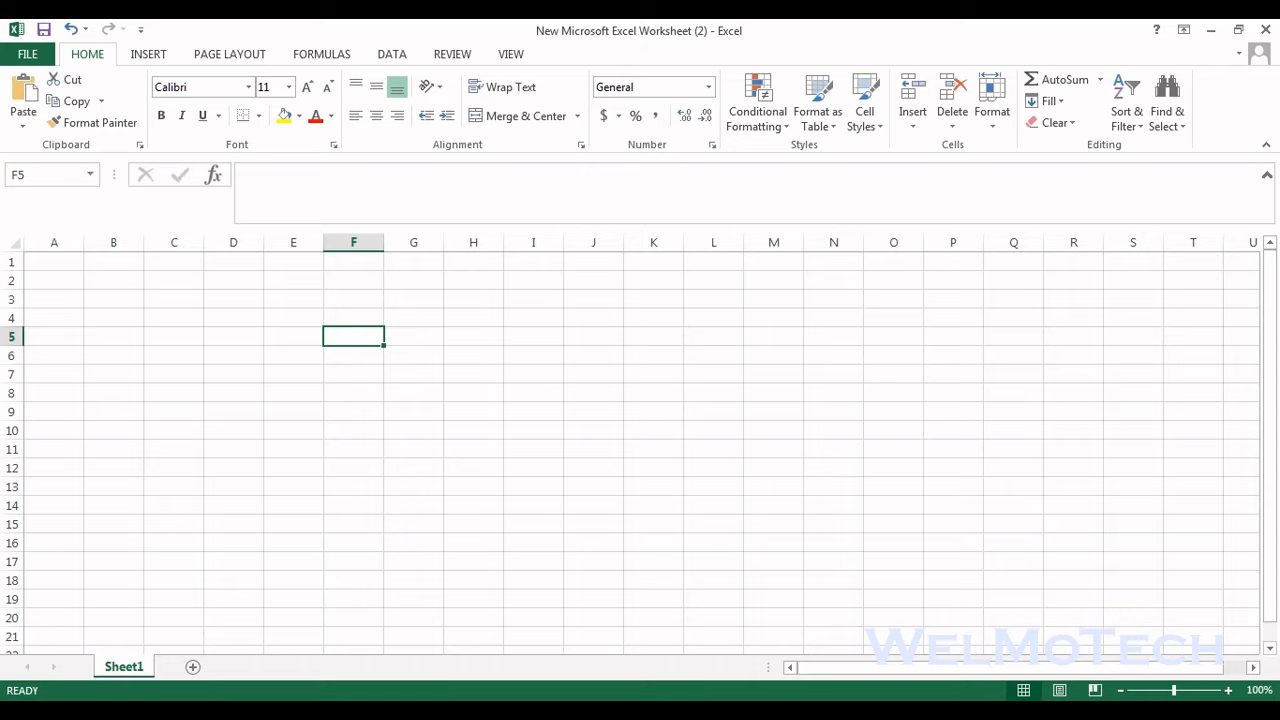 New Microsoft Excel Worksheet (2) - Excel
?
FILE HOME INSERT PAGE LAYOUT FORMULAS DATA REVIEW VIEW
Paste
Cut
Copy
Format Painter
Clipboard
Calibri 11
B I U A
Font
Wrap Text
Merge & Center
Alignment
General
$ % ,
Number
Conditional Formatting
Format as Table
Cell Styles
Styles
Insert
Delete
Format
Cells
AutoSum
Fill
Clear
Sort & Filter
Find & Select
Editing
F5
fx
A B C D E F G H I J K L M N O P Q R S T U
1
2
3
4
5
6
7
8
9
10
11
12
13
14
15
16
17
18
19
20
21
22
WelMoTech
Sheet1
READY
100%